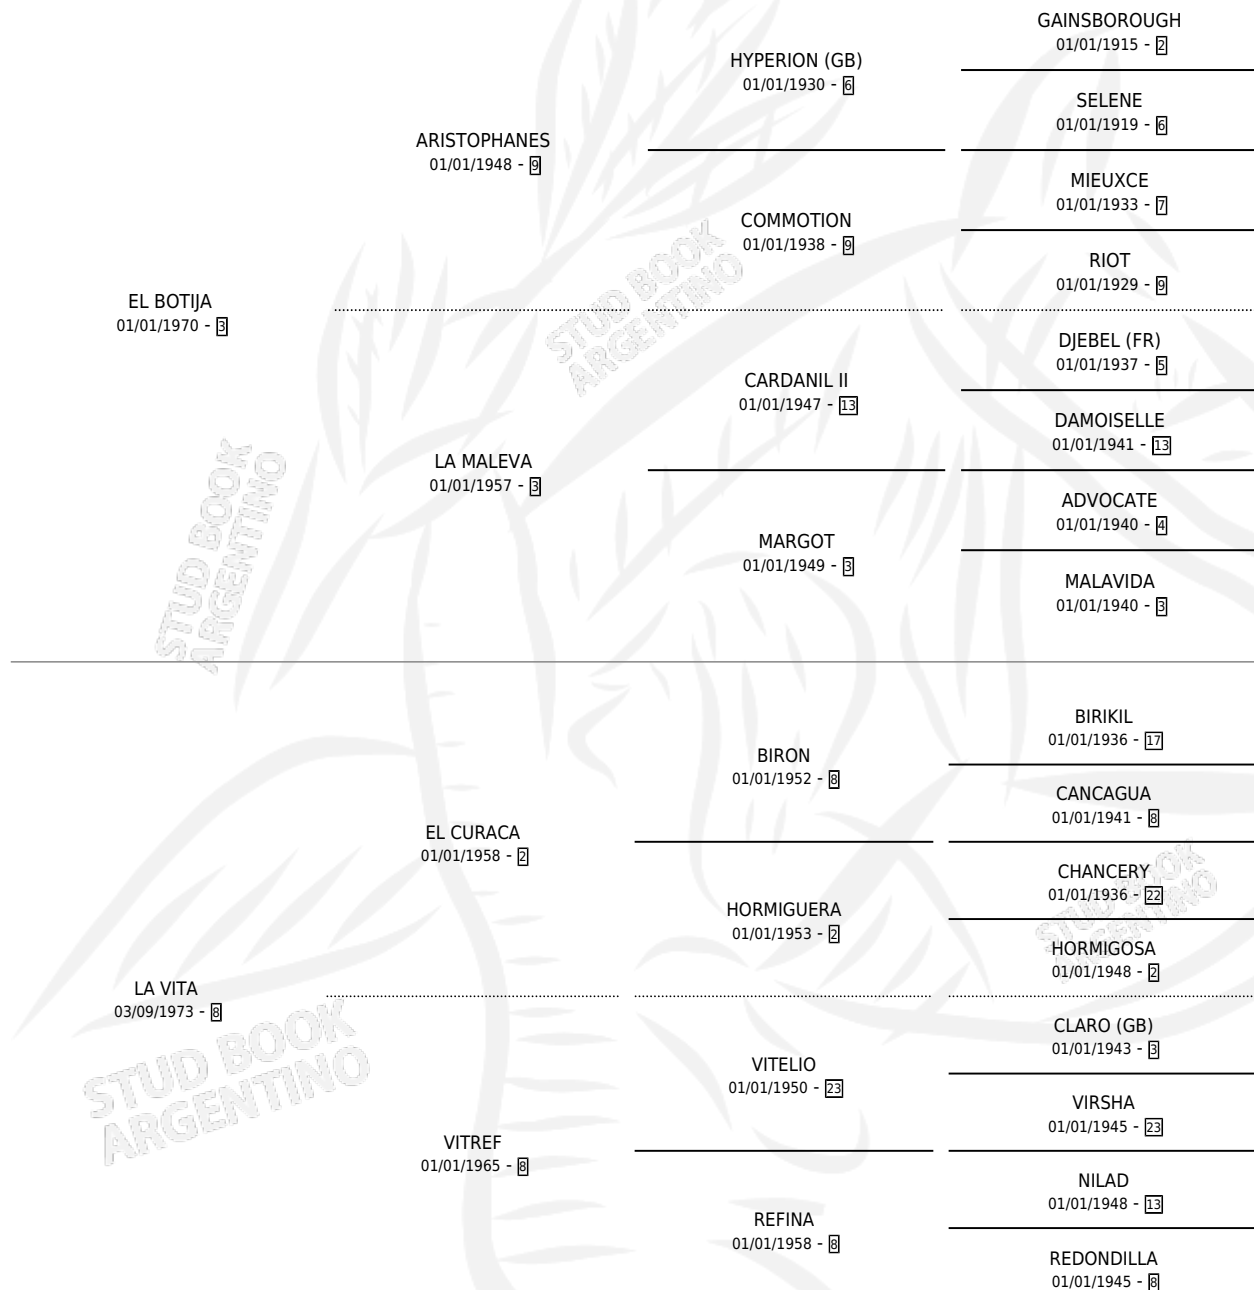 GAINSBOROUGH
01/01/1915 - 2
HYPERION (GB)
01/01/1930 - 6
SELENE
01/01/1919 - 6
ARISTOPHANES
01/01/1948 - 9
MIEUXCE
01/01/1933 - 7
COMMOTION
01/01/1938 - 9
RIOT
01/01/1929 - 9
EL BOTIJA
01/01/1970 - 3
DJEBEL (FR)
01/01/1937 - 5
CARDANIL II
01/01/1947 - 13
DAMOISELLE
01/01/1941 - 13
LA MALEVA
01/01/1957 - 3
ADVOCATE
01/01/1940 - 4
MARGOT
01/01/1949 - 3
MALAVIDA
01/01/1940 - 3
BIRIKIL
01/01/1936 - 17
BIRON
01/01/1952 - 8
CANCAGUA
01/01/1941 - 8
EL CURACA
01/01/1958 - 2
CHANCERY
01/01/1936 - 22
HORMIGUERA
01/01/1953 - 2
HORMIGOSA
01/01/1948 - 2
LA VITA
03/09/1973 - 8
CLARO (GB)
01/01/1943 - 3
VITELIO
01/01/1950 - 23
VIRSHA
01/01/1945 - 23
VITREF
01/01/1965 - 8
NILAD
01/01/1948 - 13
REFINA
01/01/1958 - 8
REDONDILLA
01/01/1945 - 8
STUD BOOK
ARGENTINO
STUD BOOK
ARGENTINO
STUD BOOK
ARGENTINO
STUD BOOK
ARGENTINO